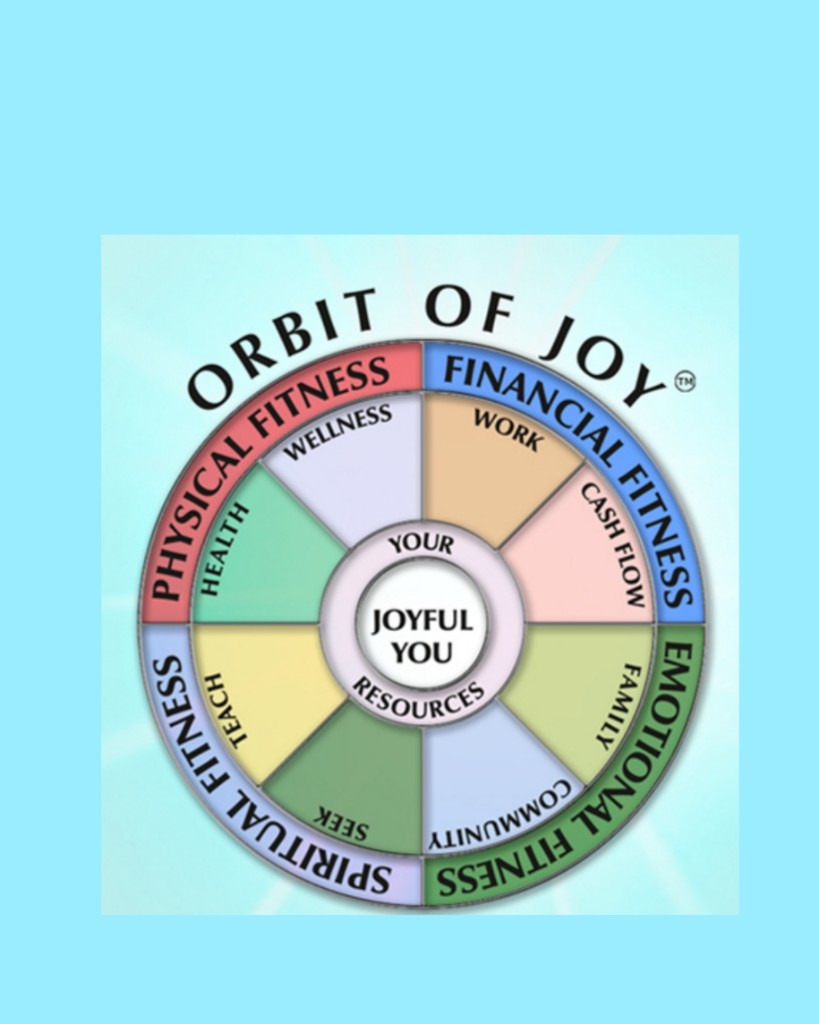 ORBIT OF JOY™
PHYSICAL FITNESS
FINANCIAL FITNESS
WELLNESS
WORK
HEALTH
CASH FLOW
YOUR
JOYFUL
YOU
RESOURCES
TEACH
FAMILY
SEEK
COMMUNITY
SPIRITUAL FITNESS
EMOTIONAL FITNESS